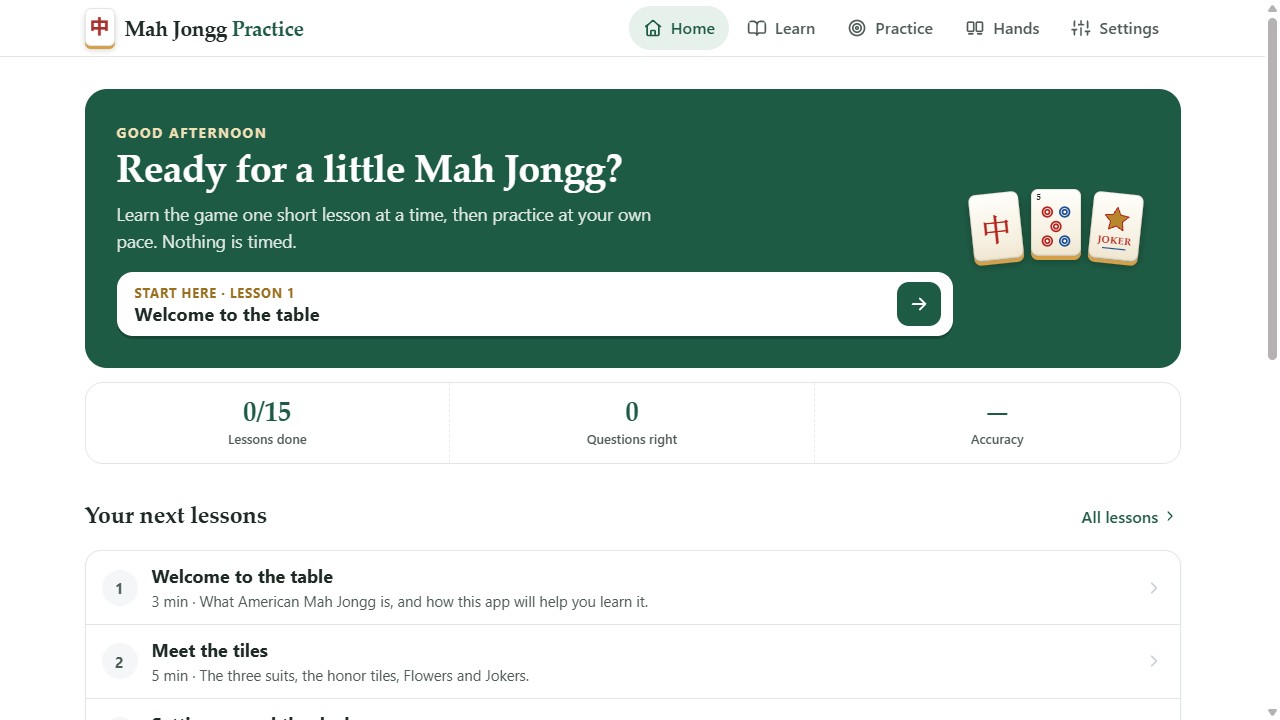 中
Mah Jongg Practice
Home
Learn
Practice
Hands
Settings
GOOD AFTERNOON
Ready for a little Mah Jongg?
Learn the game one short lesson at a time, then practice at your own
pace. Nothing is timed.
START HERE · LESSON 1
Welcome to the table
中
5
JOKER
0/15
Lessons done
0
Questions right
—
Accuracy
Your next lessons
All lessons
1
Welcome to the table
3 min · What American Mah Jongg is, and how this app will help you learn it.
2
Meet the tiles
5 min · The three suits, the honor tiles, Flowers and Jokers.